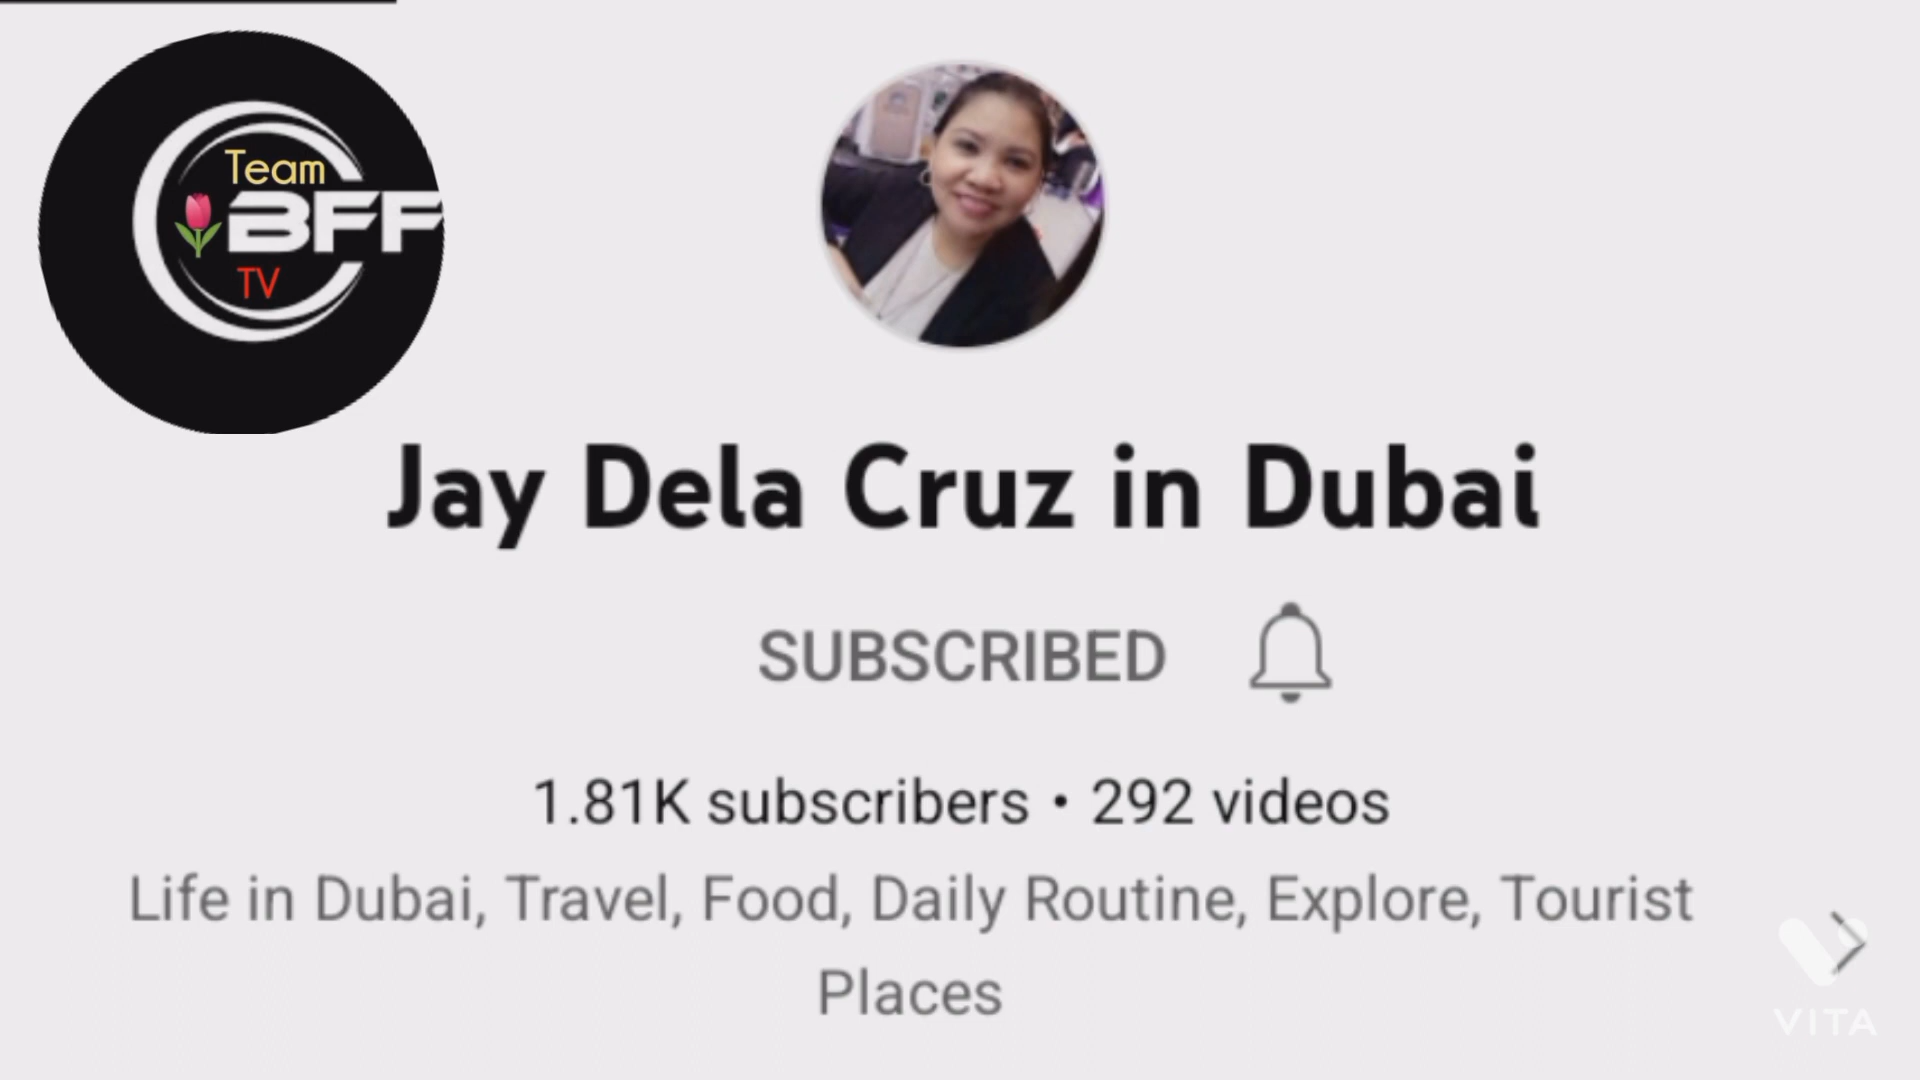 Team
BFF
TV
Jay Dela Cruz in Dubai
SUBSCRIBED
1.81K subscribers • 292 videos
Life in Dubai, Travel, Food, Daily Routine, Explore, Tourist
Places
VITA